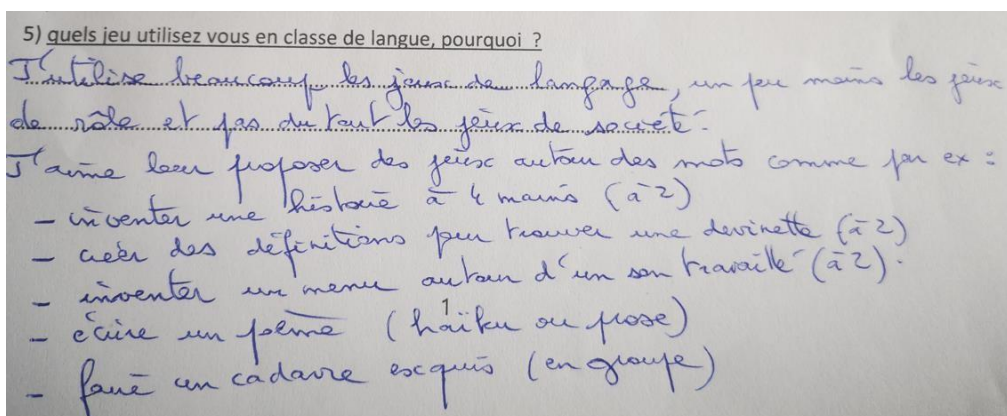 5) quels jeu utilisez vous en classe de langue, pourquoi ?
J'utilise beaucoup les jeux de langage, un peu moins les jeux
de rôle et pas du tout les jeux de société.
J'aime leur proposer des jeux autour des mots comme par ex :
- inventer une histoire à 4 mains (à 2)
- créer des définitions pour trouver une devinette (à 2)
- inventer un menu autour d'un son travaillé (à 2).
- écrire un poème (haïku ou prose)
1
- faire un cadavre excquis (en groupe)